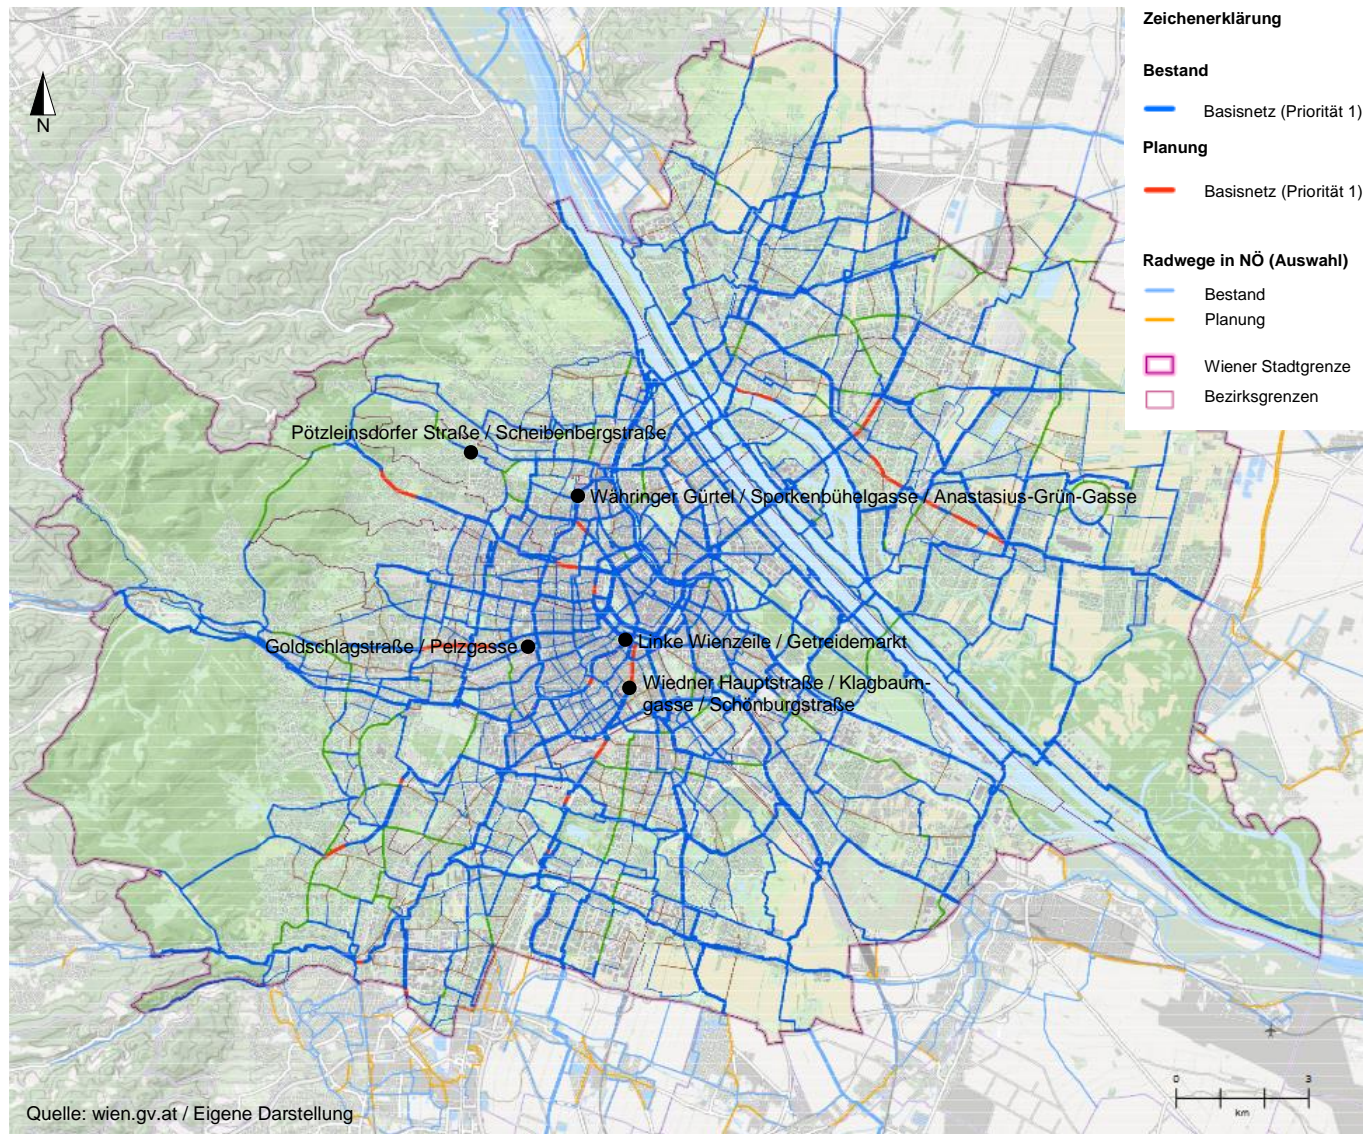 Zeichenerklärung
Bestand
Basisnetz (Priorität 1)
Planung
Basisnetz (Priorität 1)
Radwege in NÖ (Auswahl)
Bestand
Planung
Wiener Stadtgrenze
Bezirksgrenzen
N
Pötzleinsdorfer Straße / Scheibenbergstraße
Währinger Gürtel / Sporkenbühelgasse / Anastasius-Grün-Gasse
Goldschlagstraße / Pelzgasse
Linke Wienzeile / Getreidemarkt
Wiedner Hauptstraße / Klagbaum-
gasse / Schönburgstraße
0 3
km
Quelle: wien.gv.at / Eigene Darstellung